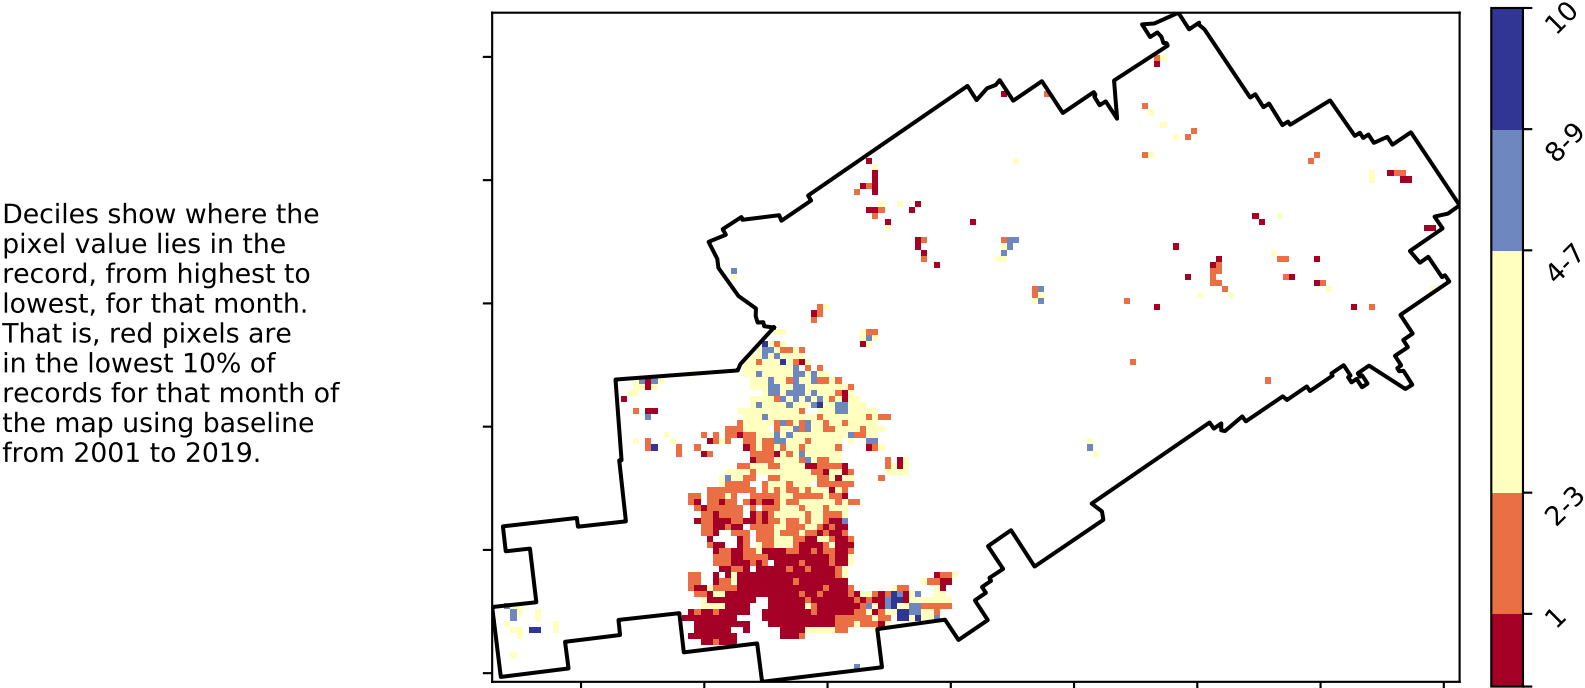 Deciles show where the
pixel value lies in the
record, from highest to
lowest, for that month.
That is, red pixels are
in the lowest 10% of
records for that month of
the map using baseline
from 2001 to 2019.
10
8-9
4-7
2-3
1